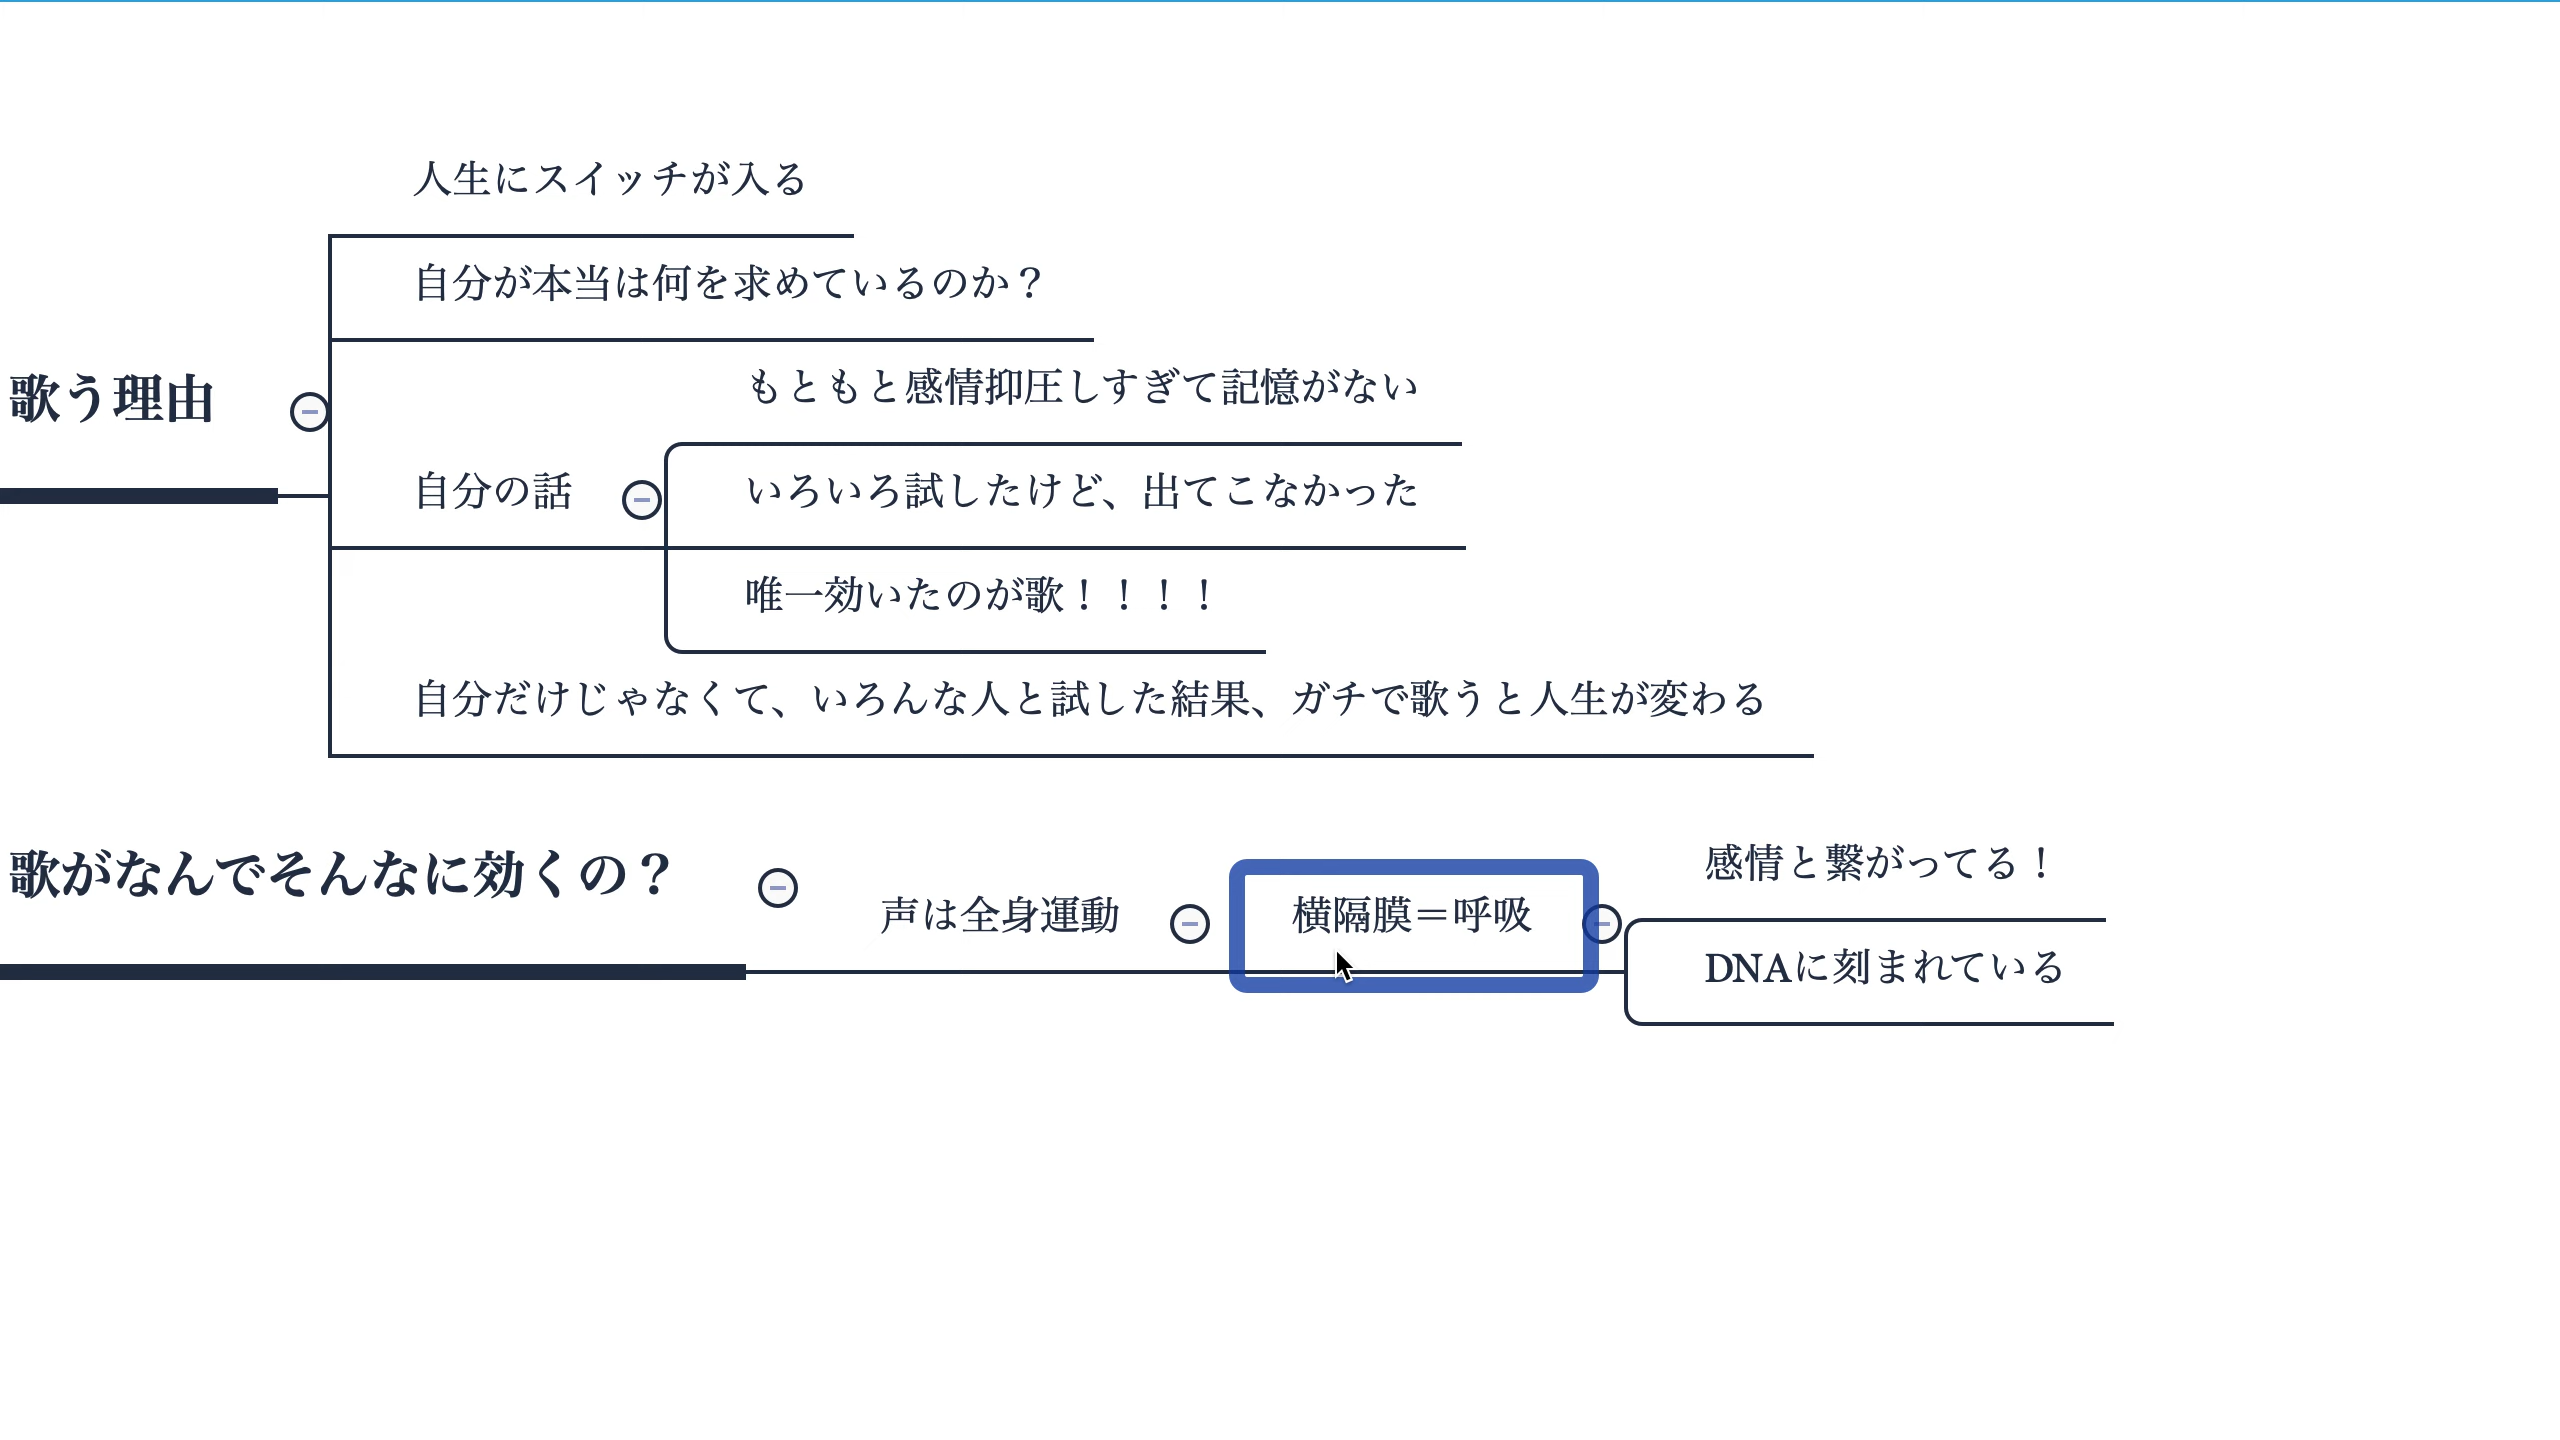 歌う理由
人生にスイッチが入る
自分が本当は何を求めているのか？
自分の話
もともと感情抑圧しすぎて記憶がない
いろいろ試したけど、出てこなかった
唯一効いたのが歌！！！！
自分だけじゃなくて、いろんな人と試した結果、ガチで歌うと人生が変わる
歌がなんでそんなに効くの？
声は全身運動
横隔膜＝呼吸
感情と繋がってる！
DNAに刻まれている